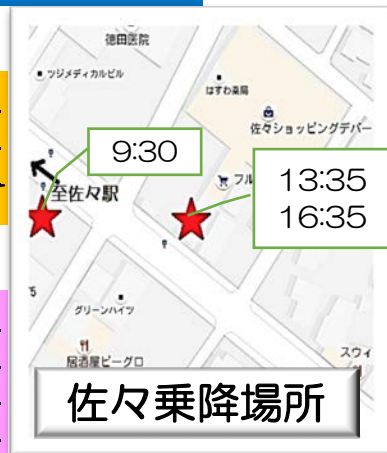 徳田医院
ツジメディカルビル
はすわ薬局
佐々ショッピングデパー
9:30
至佐々駅
フル
13:35
16:35
グリーンハイツ
居酒屋ピーグロ
スウィ
佐々乗降場所